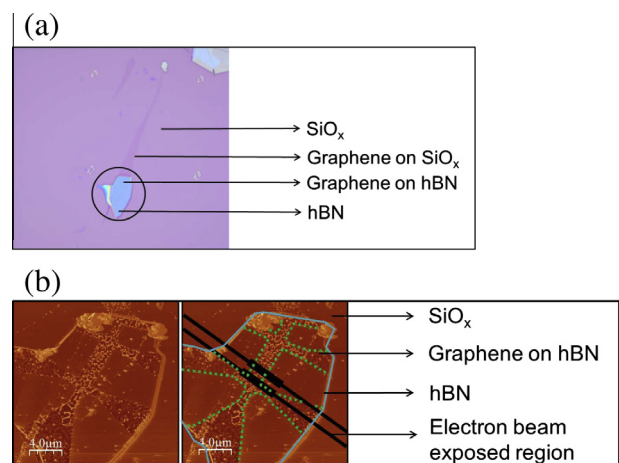 (a)
SiOₓ
Graphene on SiOₓ
Graphene on hBN
hBN
(b)
4.0μm
4.0μm
SiOₓ
Graphene on hBN
hBN
Electron beam
exposed region